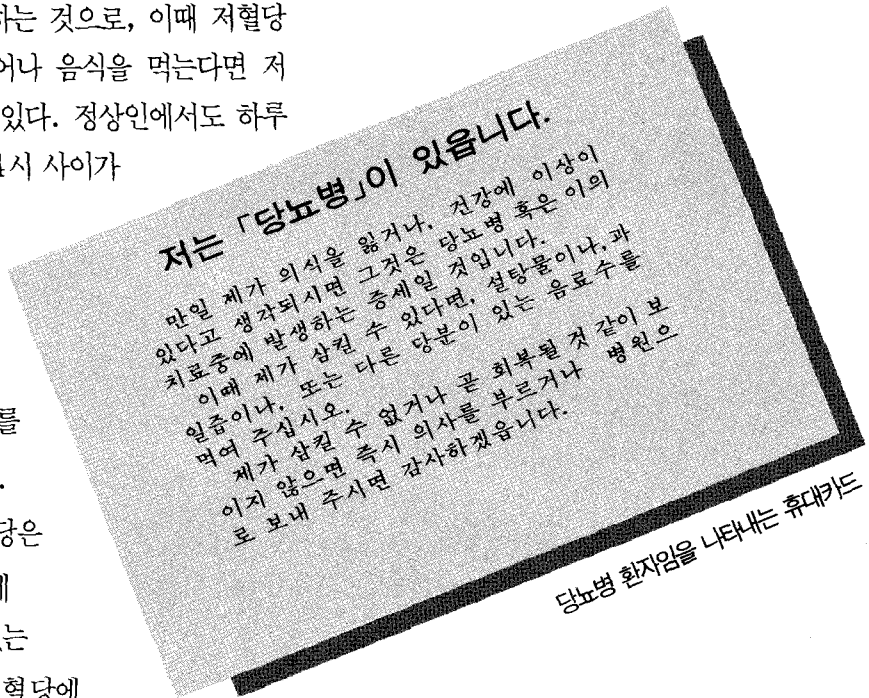 하는 것으로, 이때 저혈당
어나 음식을 먹는다면 저
있다. 정상인에서도 하루
시 사이가
를
당은
에
는
혈당에
저는 「당뇨병」이 있읍니다.
만일 제가 의식을 잃거나, 건강에 이상이
있다고 생각되시면 그것은 당뇨병 혹은 이의
치료중에 발생하는 증세일 것입니다.
이때 제가 삼킬 수 있다면, 설탕물이나, 과
일즙이나, 또는 다른 당분이 있는 음료수를
먹여 주십시오.
제가 삼킬 수 없거나 곧 회복될 것 같이 보
이지 않으면 즉시 의사를 부르거나 병원으
로 보내 주시면 감사하겠읍니다.
당뇨병 환자임을 나타내는 휴대카드